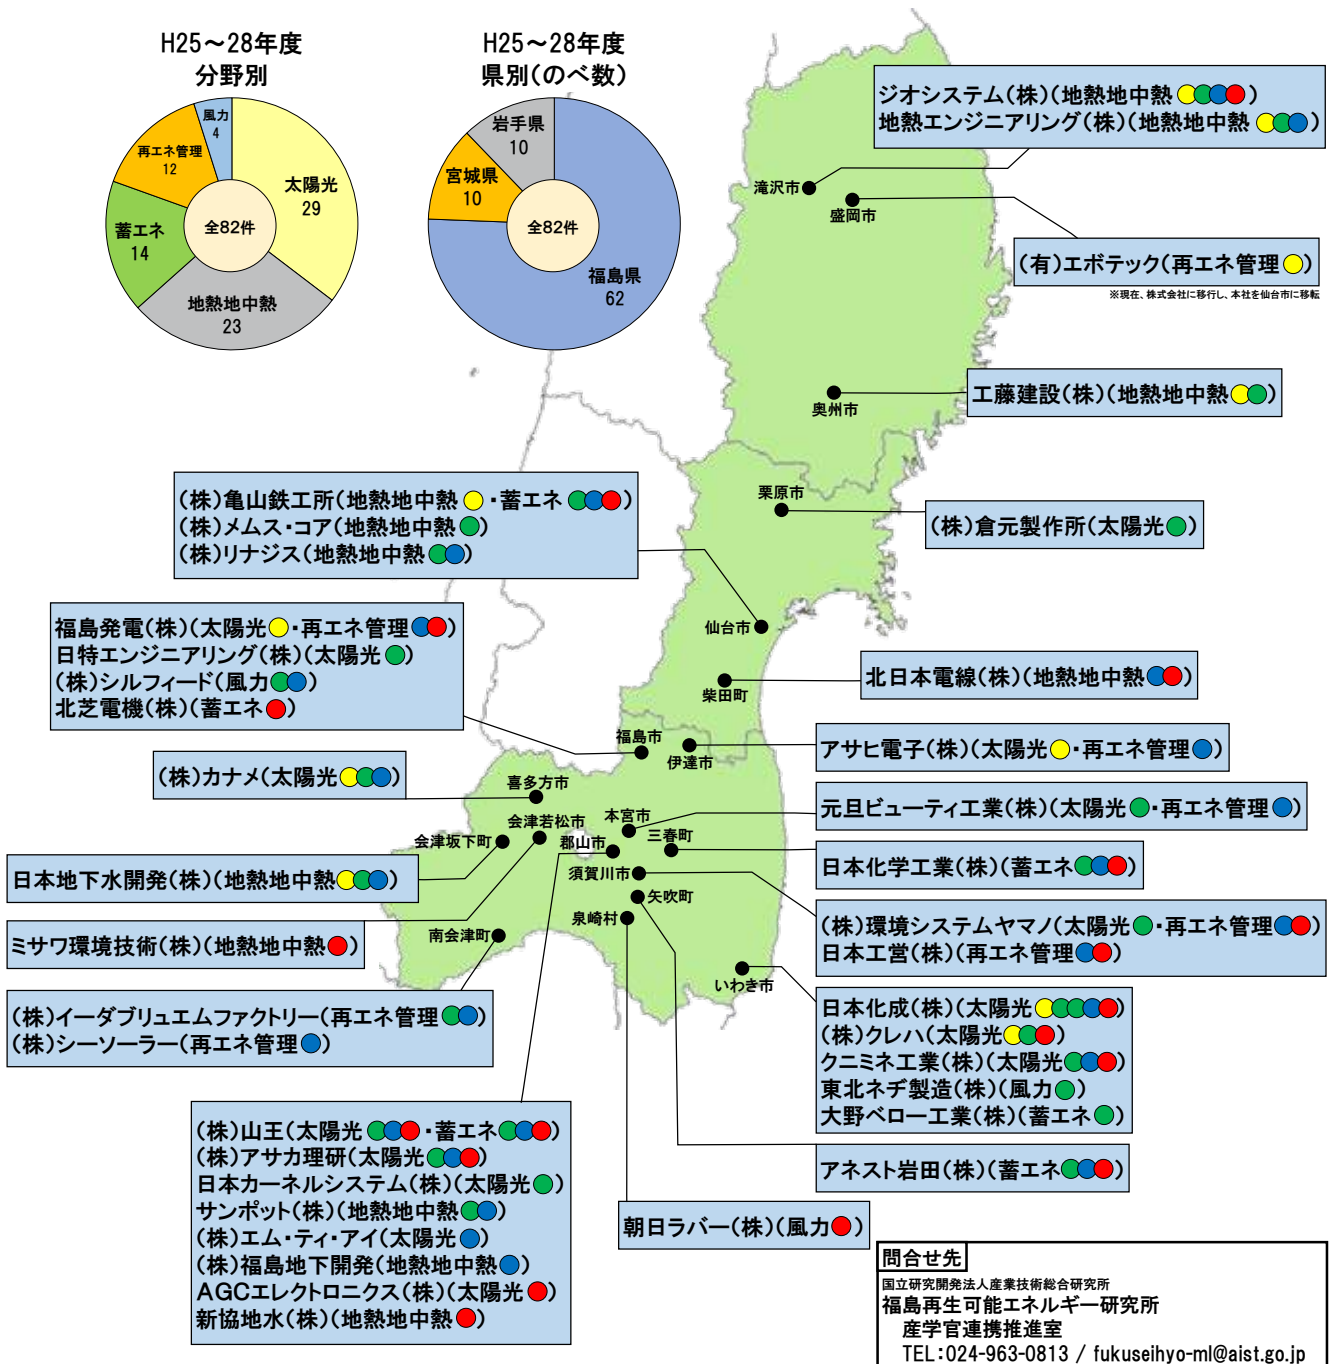 H25～28年度
分野別
風力
4
再エネ管理
12
太陽光
29
蓄エネ
14
全82件
地熱地中熱
23
H25～28年度
県別(のべ数)
岩手県
10
宮城県
10
全82件
福島県
62
ジオシステム(株)(地熱地中熱)
地熱エンジニアリング(株)(地熱地中熱)
滝沢市
盛岡市
(有)エボテック(再エネ管理)
※現在、株式会社に移行し、本社を仙台市に移転
工藤建設(株)(地熱地中熱)
奥州市
(株)亀山鉄工所(地熱地中熱・蓄エネ)
(株)メムス・コア(地熱地中熱)
(株)リナジス(地熱地中熱)
栗原市
(株)倉元製作所(太陽光)
仙台市
福島発電(株)(太陽光・再エネ管理)
日特エンジニアリング(株)(太陽光)
(株)シルフィード(風力)
北芝電機(株)(蓄エネ)
北日本電線(株)(地熱地中熱)
柴田町
福島市
伊達市
アサヒ電子(株)(太陽光・再エネ管理)
(株)カナメ(太陽光)
喜多方市
元旦ビューティ工業(株)(太陽光・再エネ管理)
本宮市
会津若松市
会津坂下町
郡山市
三春町
日本化学工業(株)(蓄エネ)
日本地下水開発(株)(地熱地中熱)
須賀川市
矢吹町
(株)環境システムヤマノ(太陽光・再エネ管理)
日本工営(株)(再エネ管理)
ミサワ環境技術(株)(地熱地中熱)
泉崎村
南会津町
いわき市
(株)イーダブリュエムファクトリー(再エネ管理)
(株)シーソーラー(再エネ管理)
日本化成(株)(太陽光)
(株)クレハ(太陽光)
クニミネ工業(株)(太陽光)
東北ネヂ製造(株)(風力)
大野ベロー工業(株)(蓄エネ)
(株)山王(太陽光・蓄エネ)
(株)アサカ理研(太陽光)
日本カーネルシステム(株)(太陽光)
サンポット(株)(地熱地中熱)
(株)エム・ティ・アイ(太陽光)
(株)福島地下開発(地熱地中熱)
AGCエレクトロニクス(株)(太陽光)
新協地水(株)(地熱地中熱)
アネスト岩田(株)(蓄エネ)
朝日ラバー(株)(風力)
問合せ先
国立研究開発法人産業技術総合研究所
福島再生可能エネルギー研究所
産学官連携推進室
TEL:024-963-0813 / fukuseihyo-ml@aist.go.jp